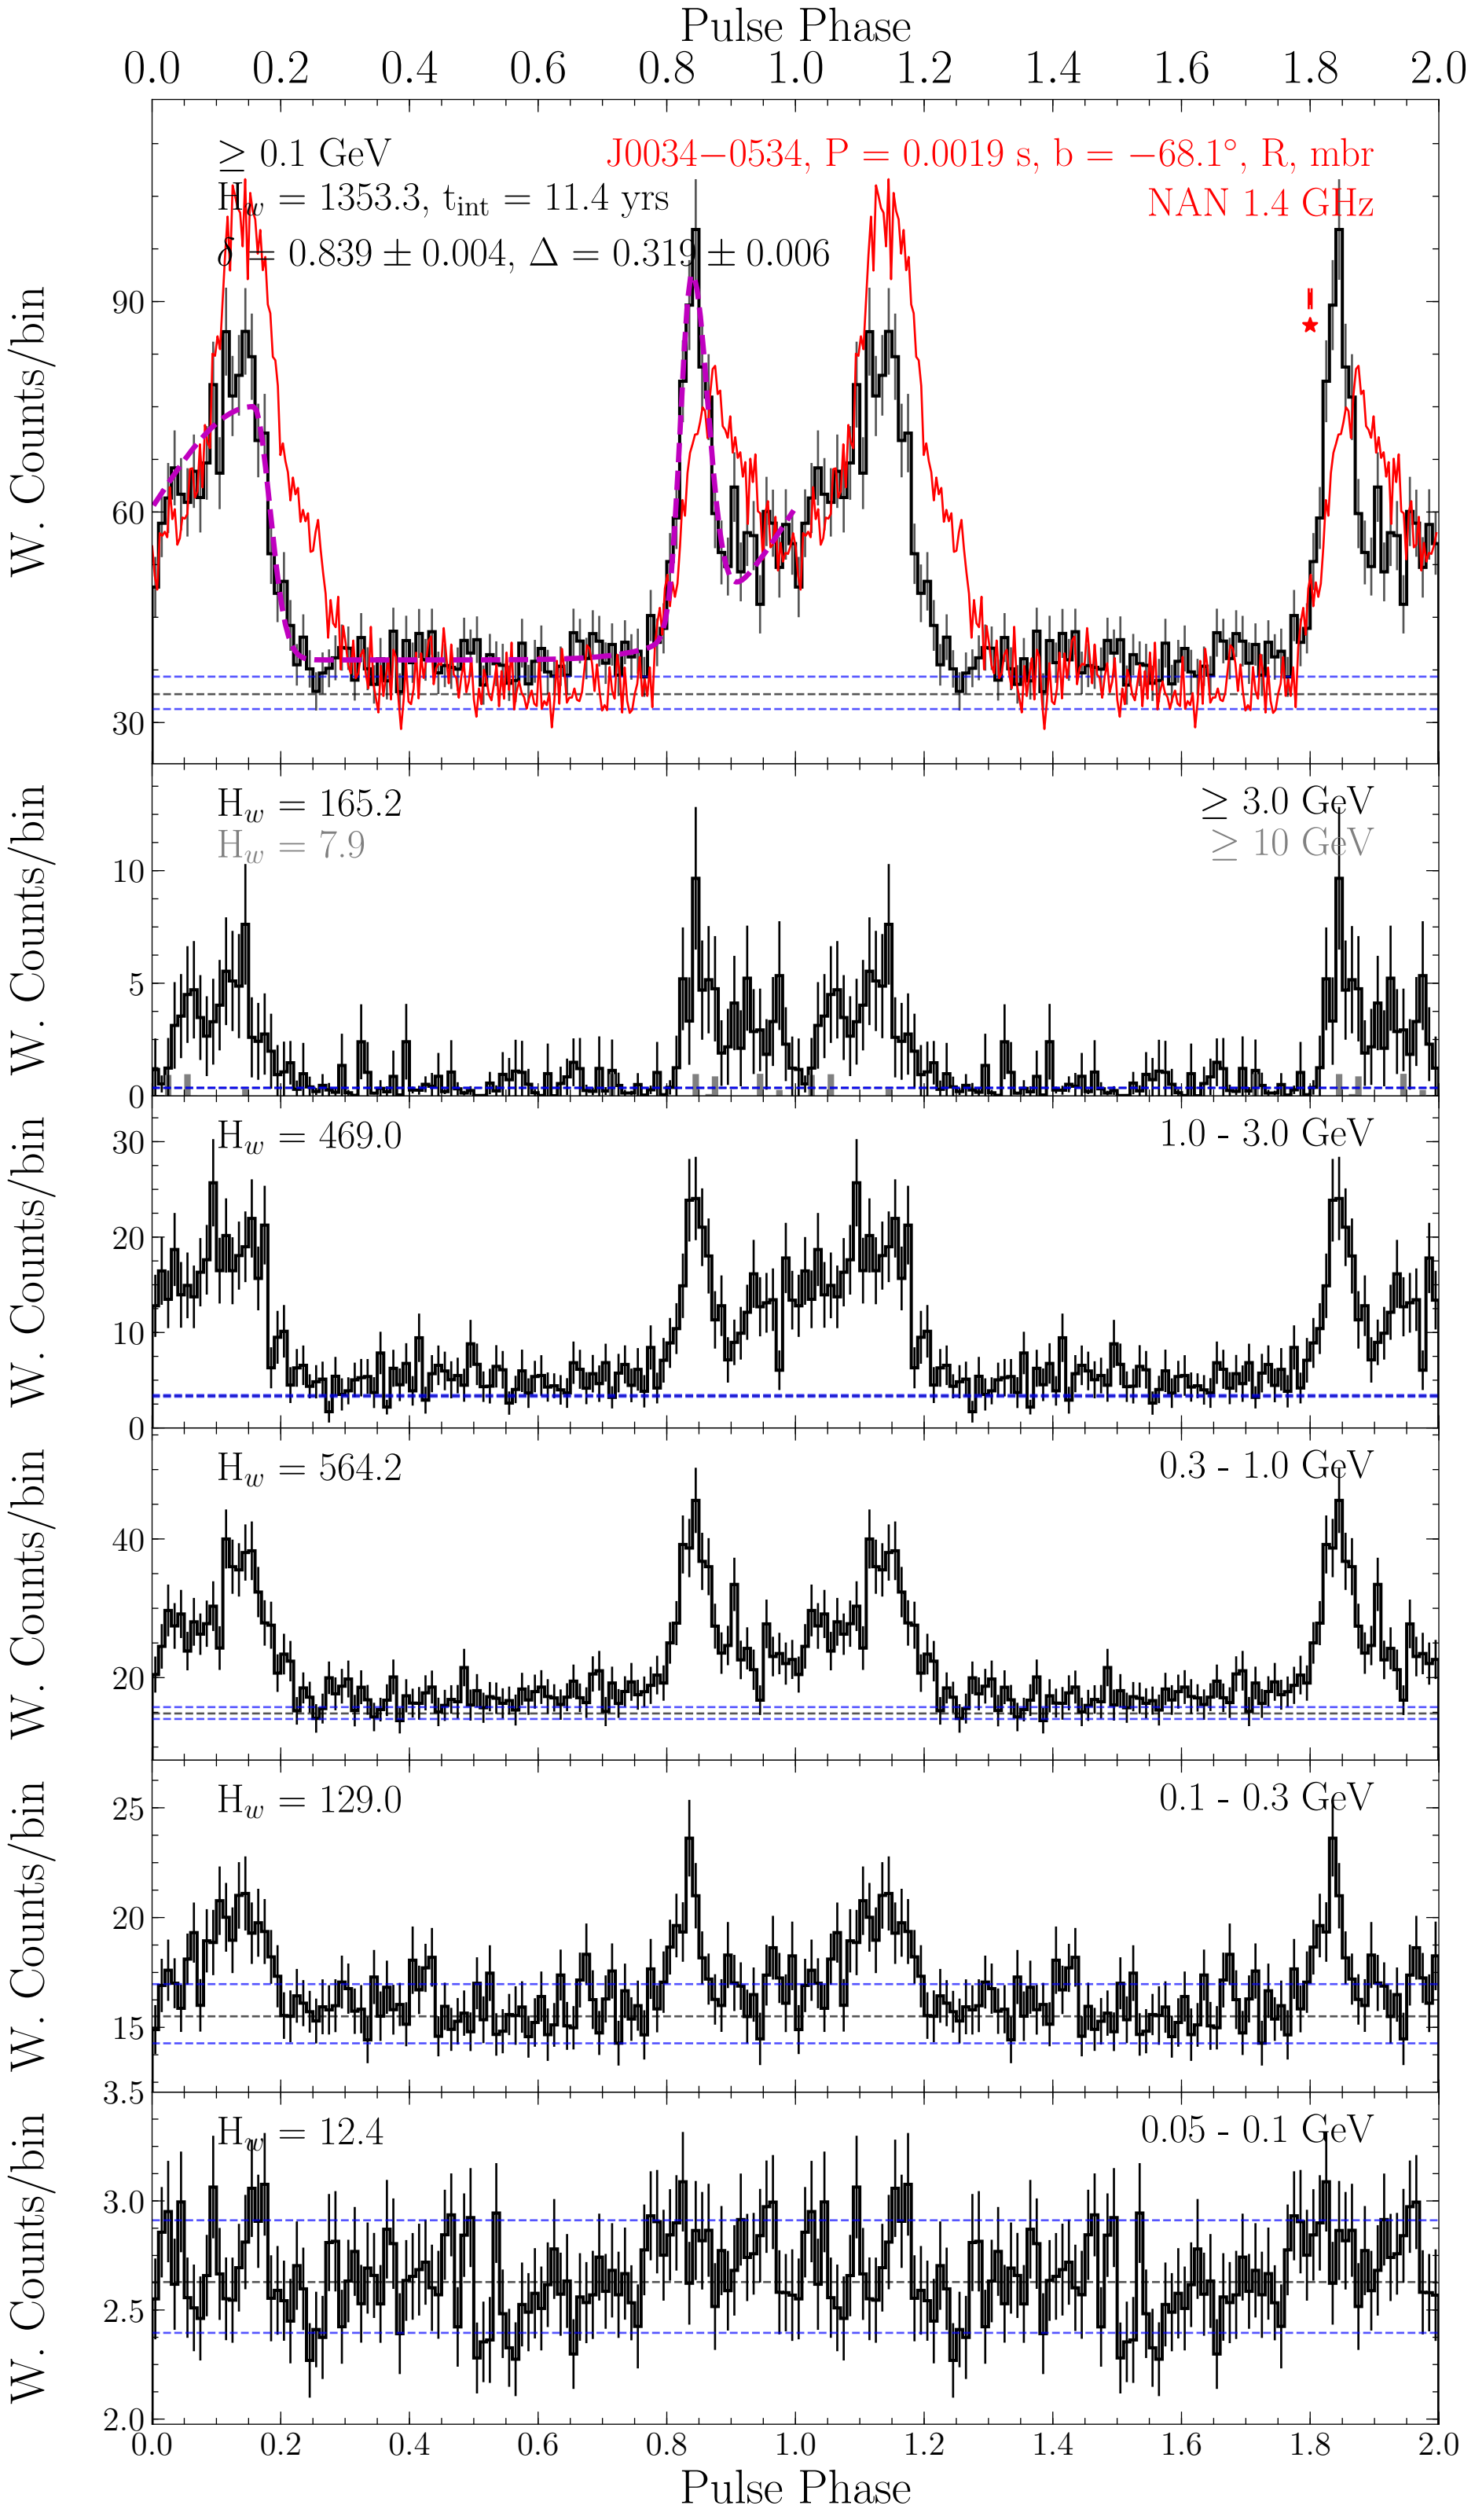 Pulse Phase
0.0 0.2 0.4 0.6 0.8 1.0 1.2 1.4 1.6 1.8 2.0
≥ 0.1 GeV
J0034−0534, P = 0.0019 s, b = −68.1°, R, mbr
H_w = 1353.3, t_int = 11.4 yrs
NAN 1.4 GHz
δ = 0.839 ± 0.004, Δ = 0.319 ± 0.006
W. Counts/bin
90
60
30
H_w = 165.2
≥ 3.0 GeV
H_w = 7.9
≥ 10 GeV
W. Counts/bin
10
5
0
H_w = 469.0
1.0 - 3.0 GeV
W. Counts/bin
30
20
10
0
H_w = 564.2
0.3 - 1.0 GeV
W. Counts/bin
40
20
H_w = 129.0
0.1 - 0.3 GeV
W. Counts/bin
25
20
15
H_w = 12.4
0.05 - 0.1 GeV
W. Counts/bin
3.5
3.0
2.5
2.0
0.0 0.2 0.4 0.6 0.8 1.0 1.2 1.4 1.6 1.8 2.0
Pulse Phase